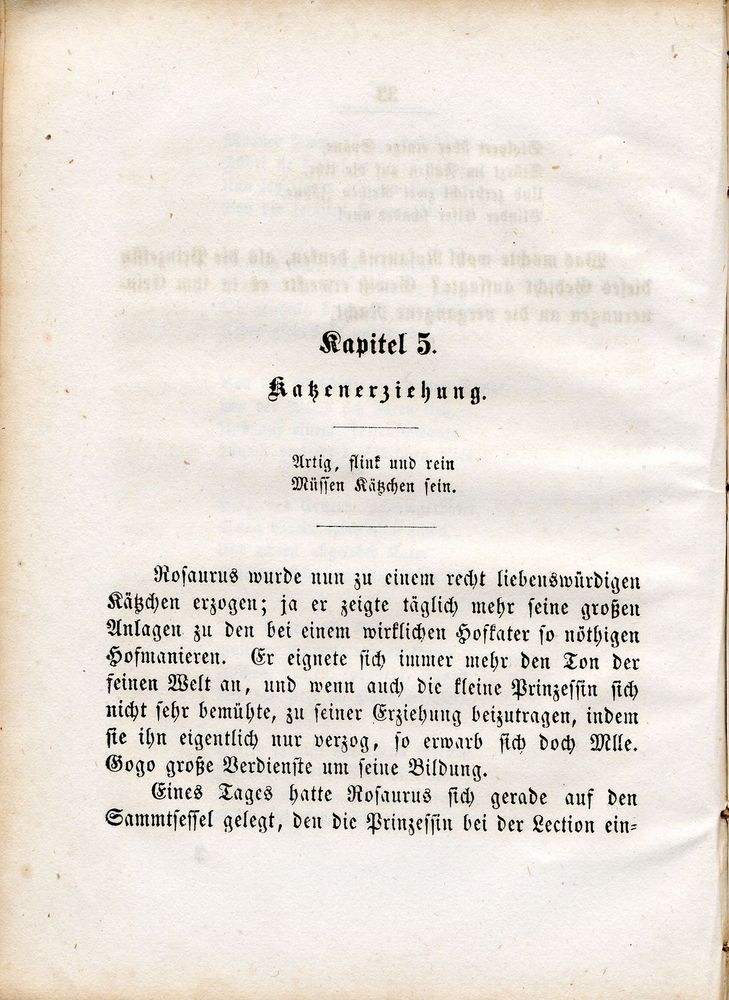 Kapitel 5.
Katzenerziehung.
Artig, flink und rein
Müssen Kätzchen sein.
Rosaurus wurde nun zu einem recht liebenswürdigen
Kätzchen erzogen; ja er zeigte täglich mehr seine großen
Anlagen zu den bei einem wirklichen Hofkater so nöthigen
Hofmanieren. Er eignete sich immer mehr den Ton der
feinen Welt an, und wenn auch die kleine Prinzessin sich
nicht sehr bemühte, zu seiner Erziehung beizutragen, indem
sie ihn eigentlich nur verzog, so erwarb sich doch Mlle.
Gogo große Verdienste um seine Bildung.
Eines Tages hatte Rosaurus sich gerade auf den
Sammtsessel gelegt, den die Prinzessin bei der Lection ein-